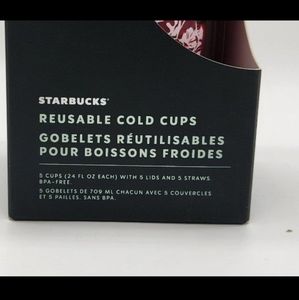 STARBUCKS®
REUSABLE COLD CUPS
GOBELETS RÉUTILISABLES
POUR BOISSONS FROIDES
5 CUPS (24 FL OZ EACH) WITH 5 LIDS AND 5 STRAWS.
BPA-FREE.
5 GOBELETS DE 709 ML CHACUN AVEC 5 COUVERCLES
ET 5 PAILLES. SANS BPA.